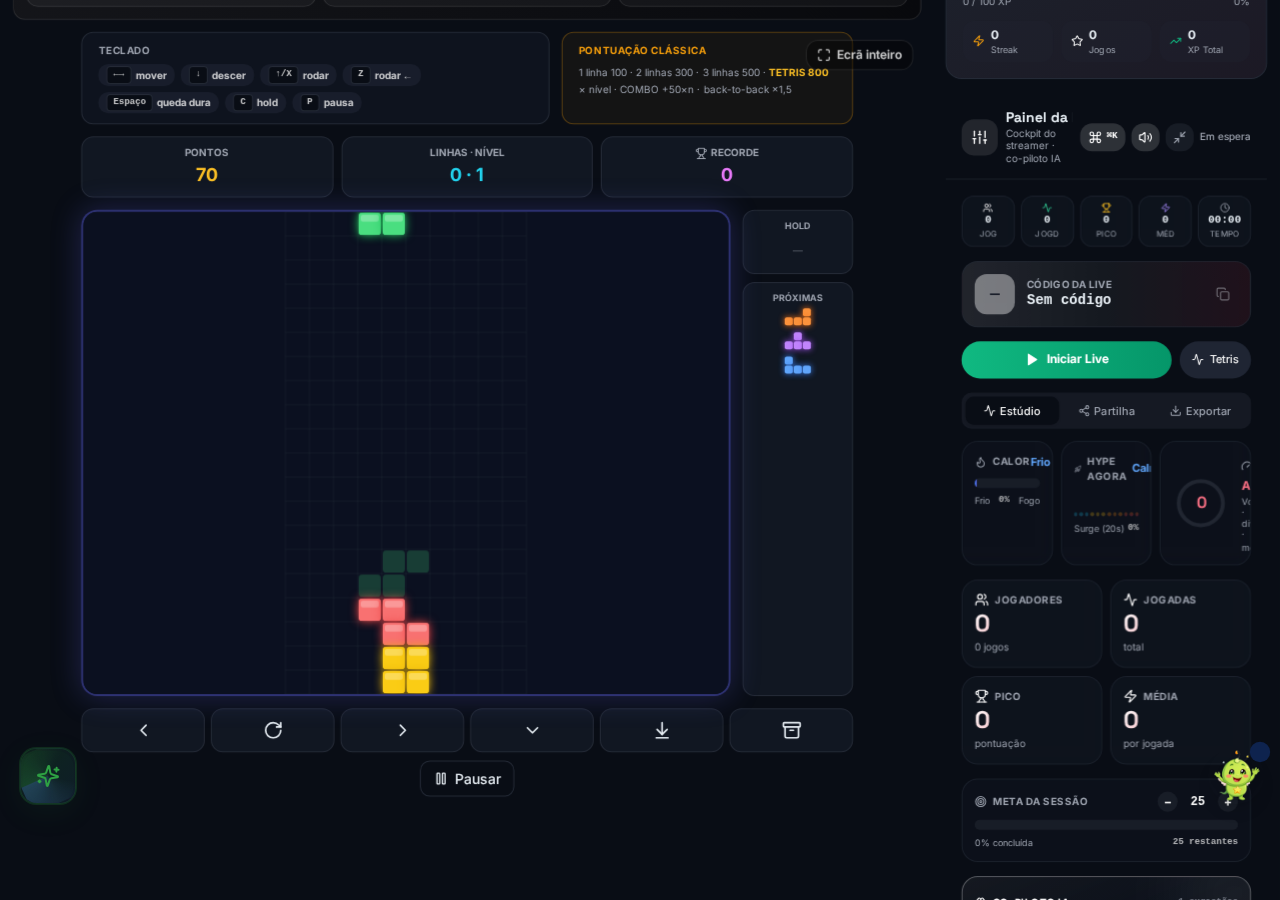 0 / 100 XP
0%
0
Streak
0
Jogos
0
XP Total
TECLADO
←→ mover
↓ descer
↑/X rodar
Z rodar ←
Espaço queda dura
C hold
P pausa
PONTUAÇÃO CLÁSSICA
1 linha 100 · 2 linhas 300 · 3 linhas 500 · TETRIS 800
× nível · COMBO +50×n · back-to-back ×1,5
Ecrã inteiro
PONTOS
70
LINHAS · NÍVEL
0 · 1
RECORDE
0
HOLD
—
PRÓXIMAS
Pausar
Painel da
Cockpit do
streamer ·
co-piloto IA
⌘K
Em espera
0
JOG
0
JOGD
0
PICO
0
MÉD
00:00
TEMPO
–
CÓDIGO DA LIVE
Sem código
Iniciar Live
Tetris
Estúdio
Partilha
Exportar
CALOR
Frio
Frio
0%
Fogo
HYPE
AGORA
Surge (20s)
0%
0
JOGADORES
0
0 jogos
JOGADAS
0
total
PICO
0
pontuação
MÉDIA
0
por jogada
META DA SESSÃO
–
25
+
0% concluída
25 restantes